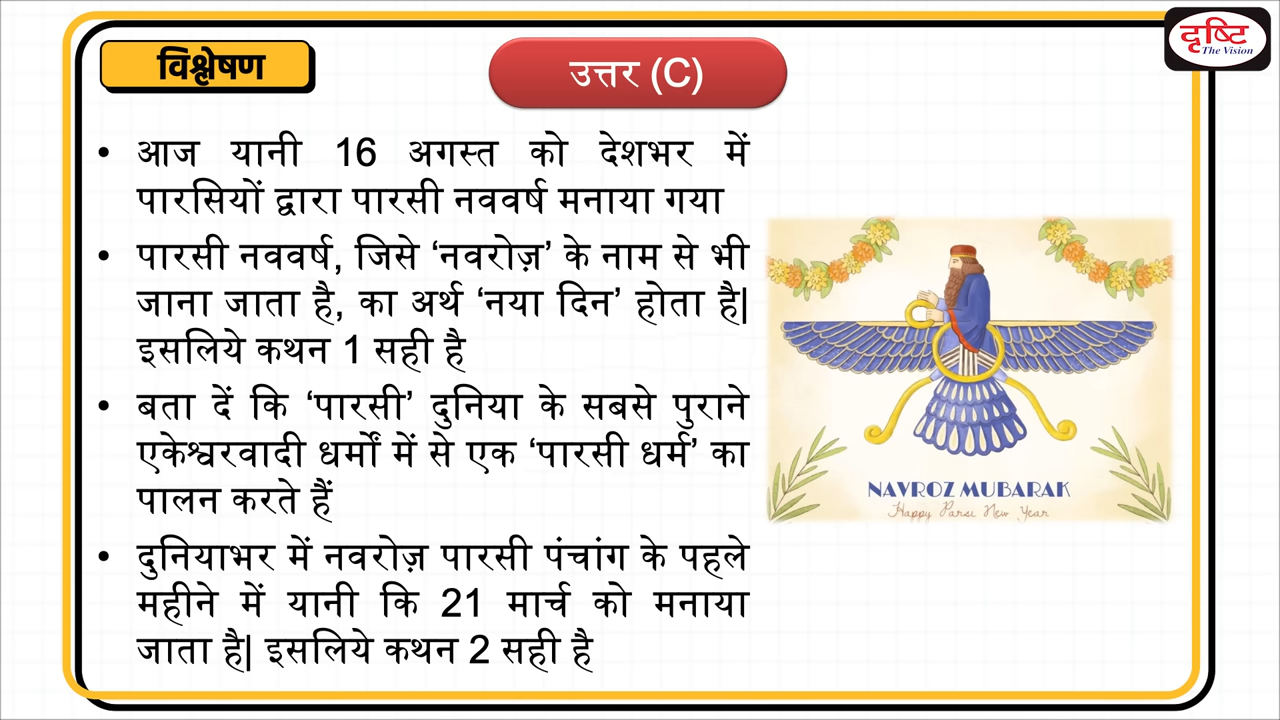 विश्लेषण
उत्तर (C)
दृष्टि
The Vision
• आज यानी 16 अगस्त को देशभर में
पारसियों द्वारा पारसी नववर्ष मनाया गया
• पारसी नववर्ष, जिसे ‘नवरोज़’ के नाम से भी
जाना जाता है, का अर्थ ‘नया दिन’ होता है|
इसलिये कथन 1 सही है
• बता दें कि ‘पारसी’ दुनिया के सबसे पुराने
एकेश्वरवादी धर्मों में से एक ‘पारसी धर्म’ का
पालन करते हैं
• दुनियाभर में नवरोज़ पारसी पंचांग के पहले
महीने में यानी कि 21 मार्च को मनाया
जाता है| इसलिये कथन 2 सही है
NAVROZ MUBARAK
Happy Parsi New Year